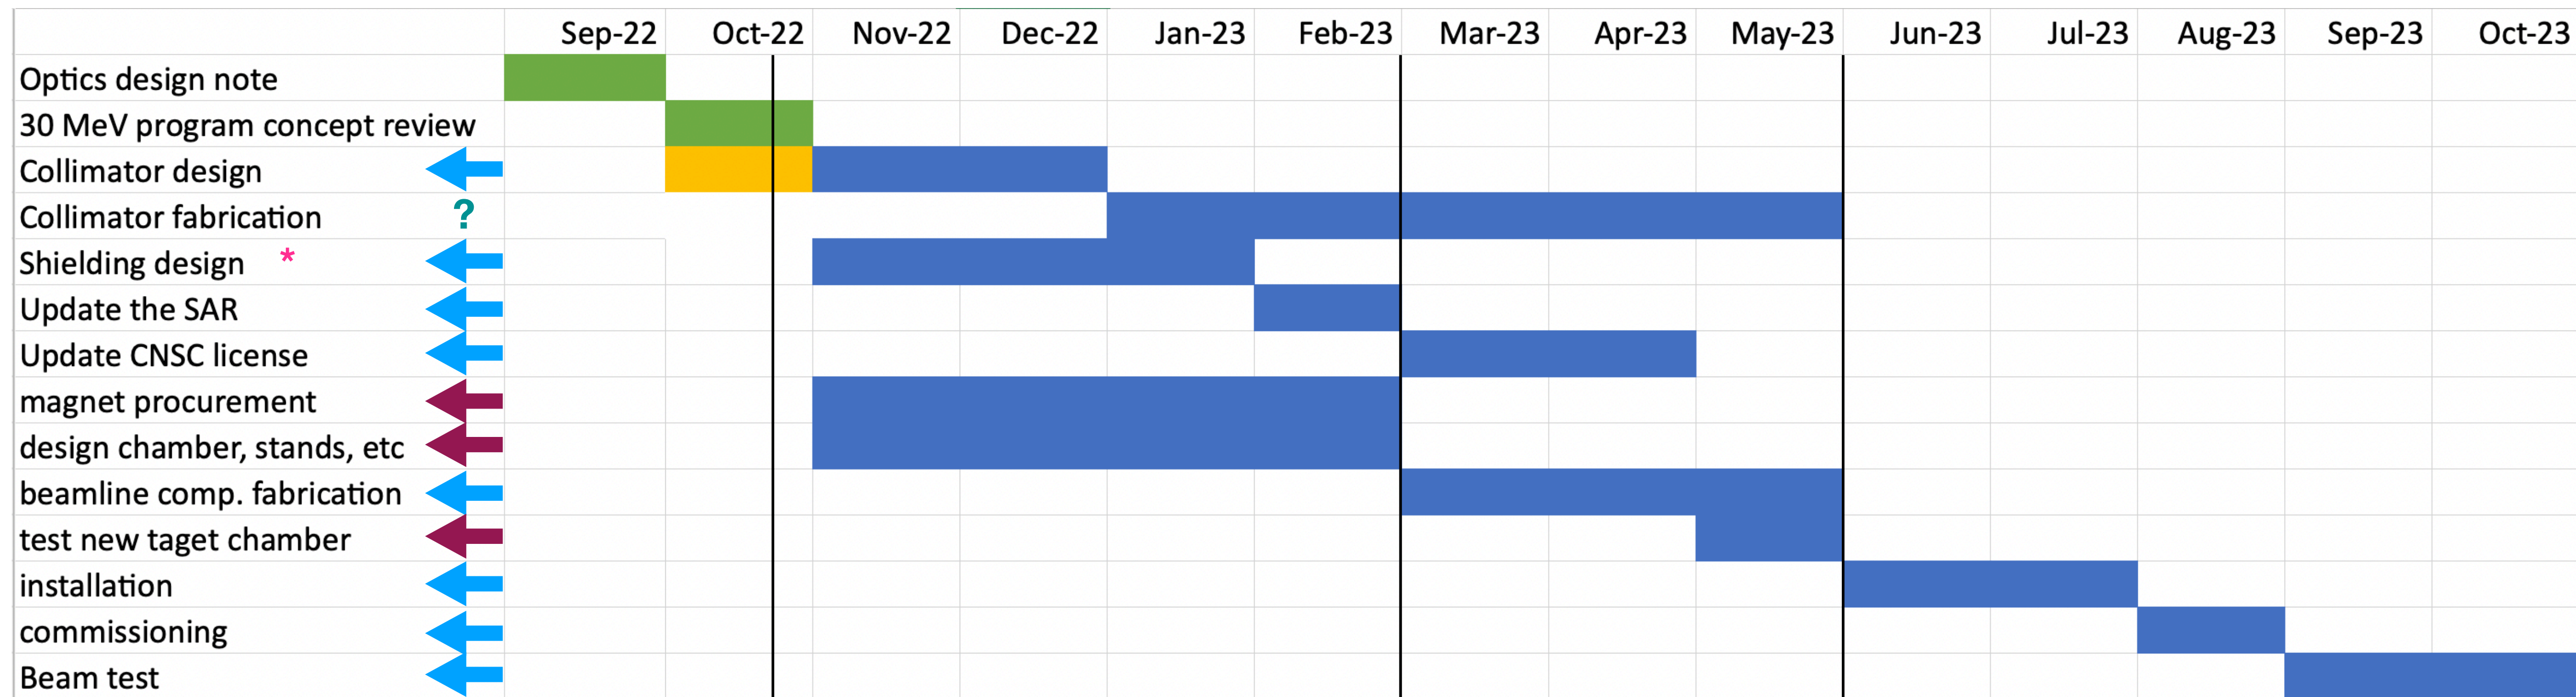 Sep-22 Oct-22 Nov-22 Dec-22 Jan-23 Feb-23 Mar-23 Apr-23 May-23 Jun-23 Jul-23 Aug-23 Sep-23 Oct-23
Optics design note
30 MeV program concept review
Collimator design
Collimator fabrication ?
Shielding design *
Update the SAR
Update CNSC license
magnet procurement
design chamber, stands, etc
beamline comp. fabrication
test new taget chamber
installation
commissioning
Beam test